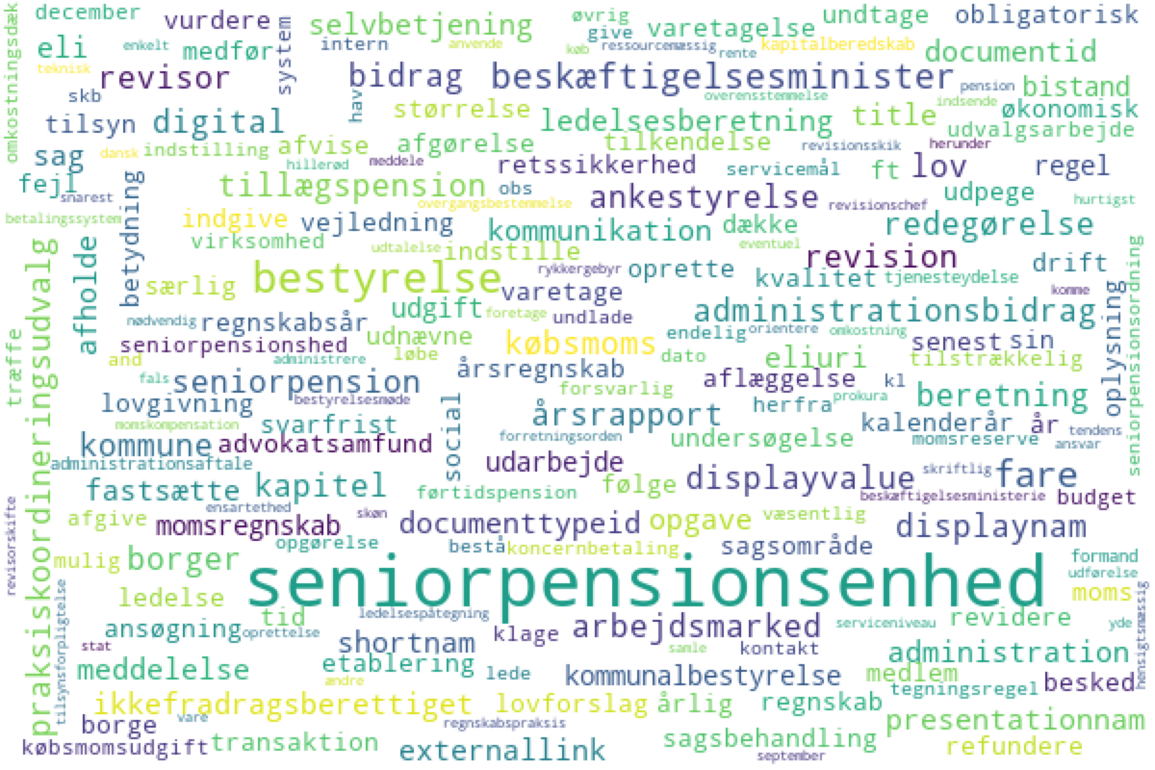 omkostningsdæk
december vurdere selvbetjening øvrig give varetagelse undtage obligatorisk
eli enkelt medfør system intern anvende køb ressourcemæssig rente kapitalberedskab documentid
teknisk revisor bidrag beskæftigelsesminister pension bistand
skb hav størrelse overensstemmelse title indsende økonomisk
tilsyn digital ledelsesberetning udvalgsarbejde
sag dansk indstilling afvise afgørelse tilkendelse revisionsskik herunder
fejl hillerød meddele retssikkerhed servicemål ft lov regel
snarest betydning tillægspension obs ankestyrelse revisionschef udpege hurtigst
betalingssystem indgive vejledning overgangsbestemmelse kommunikation dække redegørelse
praksiskoordineringsudvalg afholde virksomhed udtalelse indstille eventuel revision drift seniorpensionsordning
særlig bestyrelse rykkergebyr oprette kvalitet tjenesteydelse
varetage komme oplysning
nødvendig regnskabsår udgift foretage undlade administrationsbidrag
træffe seniorpensionshed udnævne købsmoms endelig orientere omkostning senest sin
and administrere løbe dato eliuri tilstrækkelig
fals seniorpension årsregnskab forsvarlig aflæggelse kl
lovgivning bestyrelsesmøde social årsrapport herfra prokura beretning
momskompensation svarfrist kalenderår år tendens
kommune advokatsamfund forretningsorden undersøgelse momsreserve ansvar
administrationsaftale udarbejde displayvalue skriftlig fare
fastsætte kapitel førtidspension følge beskæftigelsesministerie budget
revisorskifte afgive ensartethed momsregnskab skøn documenttypeid opgave væsentlig displaynam
mulig borger opgørelse bestå koncernbetaling sagsområde formand
tilsynsforpligtelse seniorpensionsenhed udførelse
ledelse moms hensigtsmæssig
tid ledelsespåtegning revidere
ansøgning oprettelse shortnam klage arbejdsmarked serviceniveau yde
stat samle kontakt administration
meddelelse etablering lede kommunalbestyrelse medlem besked
ændre tegningsregel
ikkefradragsberettiget lovforslag årlig regnskab
borge vare regnskabspraksis presentationnam
købsmomsudgift transaktion externallink sagsbehandling refundere
september